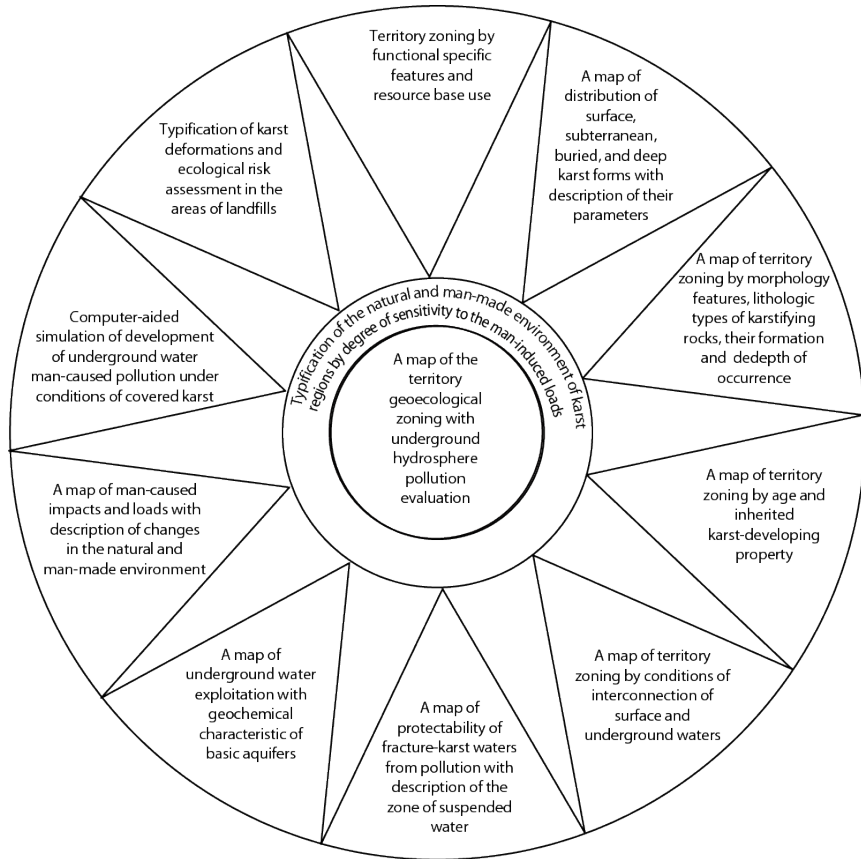 Territory zoning by
functional specific
features and
resource base use
A map of
distribution of
surface,
subterranean,
buried, and deep
karst forms with
description of their
parameters
A map of territory
zoning by morphology
features, lithologic
types of karstifying
rocks, their formation
and dedepth of
occurrence
A map of territory
zoning by age and
inherited
karst-developing
property
A map of territory
zoning by conditions of
interconnection of
surface and
underground waters
A map of
protectability of
fracture-karst waters
from pollution with
description of the
zone of suspended
water
A map of
underground water
exploitation with
geochemical
characteristic of
basic aquifers
A map of man-caused
impacts and loads with
description of changes
in the natural and
man-made environment
Computer-aided
simulation of development
of underground water
man-caused pollution under
conditions of covered karst
Typification of karst
deformations and
ecological risk
assessment in the
areas of landfills
Typification of the natural and man-made environment of karst
regions by degree of sensitivity to the man-induced loads
A map of the
territory
geoecological
zoning with
underground
hydrosphere
pollution
evaluation